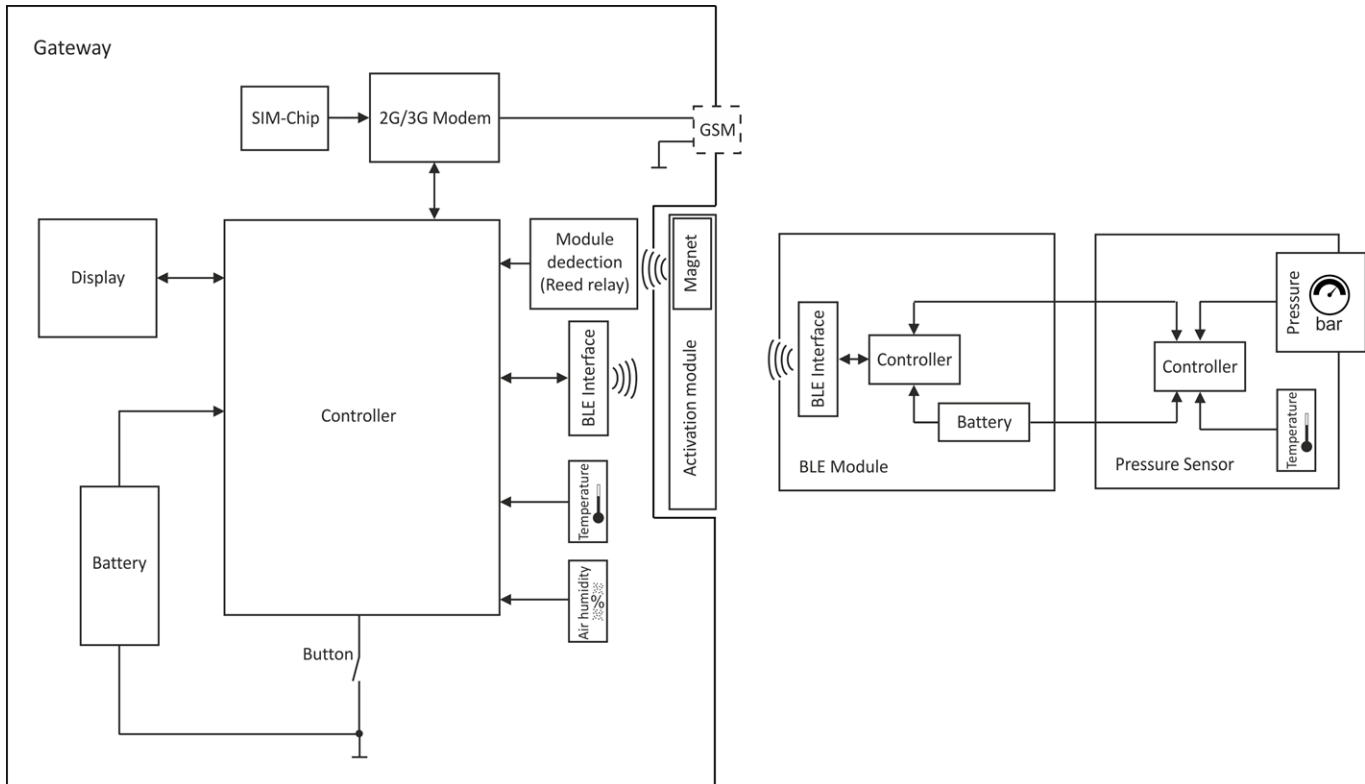 Gateway
SIM-Chip
2G/3G Modem
GSM
Display
Controller
Module
dedection
(Reed relay)
Magnet
Activation module
BLE Interface
Temperature
Air humidity
%
Battery
Button
BLE Interface
Controller
Battery
BLE Module
Controller
Pressure
bar
Temperature
Pressure Sensor